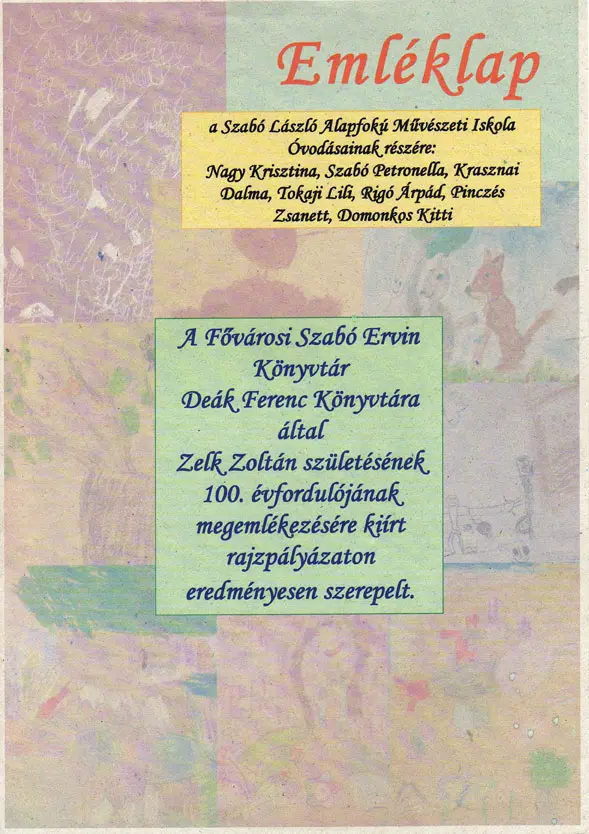 Emléklap
a Szabó László Alapfokú Művészeti Iskola
Óvodásainak részére:
Nagy Krisztina, Szabó Petronella, Krasznai
Dalma, Tokaji Lili, Rigó Árpád, Pinczés
Zsanett, Domonkos Kitti
A Fővárosi Szabó Ervin
Könyvtár
Deák Ferenc Könyvtára
által
Zelk Zoltán születésének
100. évfordulójának
megemlékezésére kiírt
rajzpályázaton
eredményesen szerepelt.